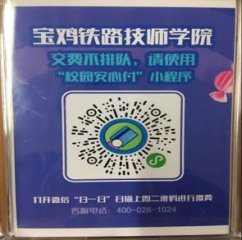 宝鸡铁路技师学院
交费不排队，请使用
“校园安心付”小程序
打开微信“扫一扫”扫描上图二维码进行缴费
客服电话：400-028-1024